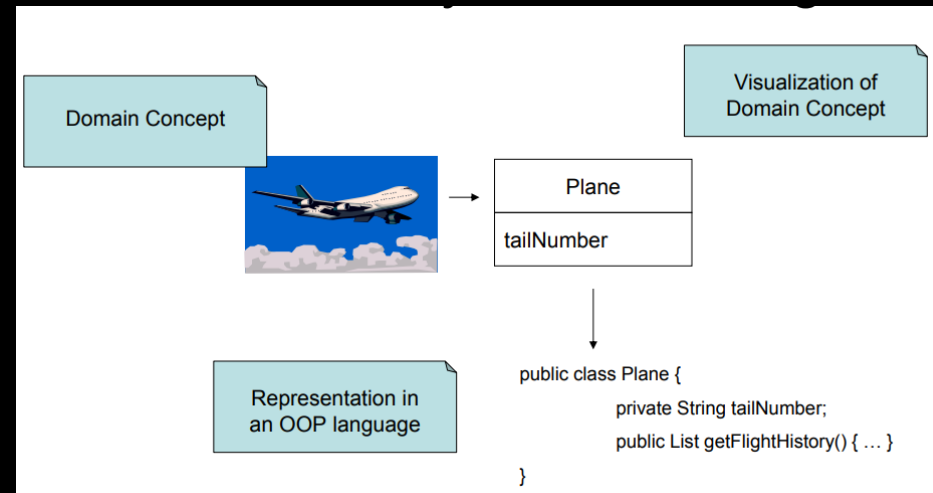 Domain Concept
Visualization of
Domain Concept
Plane
tailNumber
Representation in
an OOP language
public class Plane {
private String tailNumber;
public List getFlightHistory() { … }
}